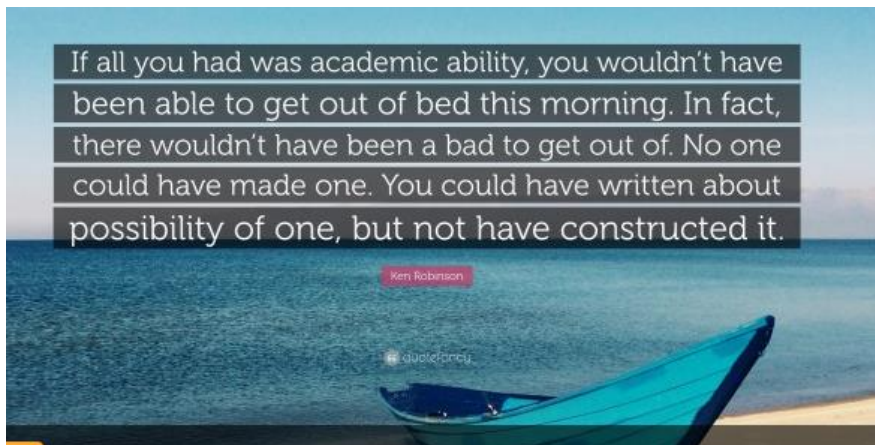 If all you had was academic ability, you wouldn't have
been able to get out of bed this morning. In fact,
there wouldn't have been a bad to get out of. No one
could have made one. You could have written about
possibility of one, but not have constructed it.
Ken Robinson
quotefancy